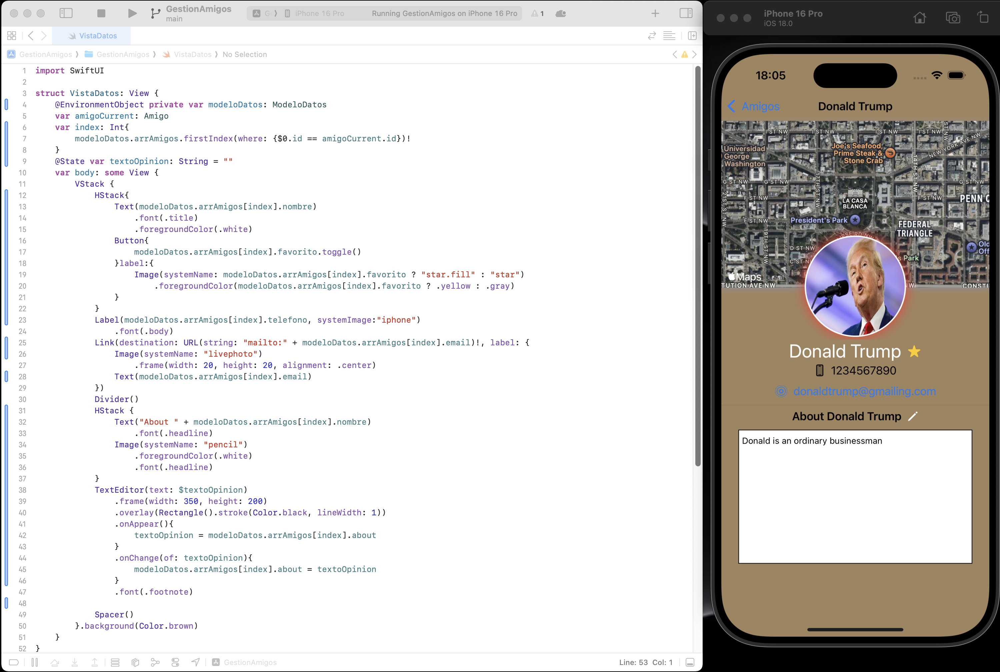 GestionAmigos
main
iPhone 16 Pro
Running GestionAmigos on iPhone 16 Pro
1
VistaDatos
GestionAmigos ⟩ GestionAmigos ⟩ VistaDatos ⟩ No Selection
1 import SwiftUI
2
3 struct VistaDatos: View {
4     @EnvironmentObject private var modeloDatos: ModeloDatos
5     var amigoCurrent: Amigo
6     var index: Int{
7         modeloDatos.arrAmigos.firstIndex(where: {$0.id == amigoCurrent.id})!
8     }
9     @State var textoOpinion: String = ""
10     var body: some View {
11         VStack {
12             HStack{
13                 Text(modeloDatos.arrAmigos[index].nombre)
14                     .font(.title)
15                     .foregroundColor(.white)
16                 Button{
17                     modeloDatos.arrAmigos[index].favorito.toggle()
18                 }label:{
19                     Image(systemName: modeloDatos.arrAmigos[index].favorito ? "star.fill" : "star")
20                         .foregroundColor(modeloDatos.arrAmigos[index].favorito ? .yellow : .gray)
21                 }
22             }
23             Label(modeloDatos.arrAmigos[index].telefono, systemImage:"iphone")
24                 .font(.body)
25             Link(destination: URL(string: "mailto:" + modeloDatos.arrAmigos[index].email)!, label: {
26                 Image(systemName: "livephoto")
27                     .frame(width: 20, height: 20, alignment: .center)
28                 Text(modeloDatos.arrAmigos[index].email)
29             })
30             Divider()
31             HStack {
32                 Text("About " + modeloDatos.arrAmigos[index].nombre)
33                     .font(.headline)
34                 Image(systemName: "pencil")
35                     .foregroundColor(.white)
36                     .font(.headline)
37             }
38             TextEditor(text: $textoOpinion)
39                 .frame(width: 350, height: 200)
40                 .overlay(Rectangle().stroke(Color.black, lineWidth: 1))
41                 .onAppear(){
42                     textoOpinion = modeloDatos.arrAmigos[index].about
43                 }
44                 .onChange(of: textoOpinion){
45                     modeloDatos.arrAmigos[index].about = textoOpinion
46                 }
47                 .font(.footnote)
48
49             Spacer()
50         }.background(Color.brown)
51     }
52 }
GestionAmigos
Line: 53 Col: 1
iPhone 16 Pro
iOS 18.0
18:05
Amigos
Donald Trump
I ST NW
I ST NW
I ST NW
I ST NW
ST NW
NEW YORK AVE NW
Universidad
George
Washington
Joe's Seafood,
Prime Steak &
Stone Crab
14TH ST NW
17TH ST NW
G ST NW
G ST NW
G ST NW
21ST ST NW
F ST NW
F ST NW
PENN Q
LA CASA
BLANCA
E ST NW
President's Park
FEDERAL
TRIANGLE
19TH ST NW
D ST NW
C ST N
Old
Off
s Park
Maps
Legal
TUTION AVE NW
NW
CONSTI
Donald Trump
1234567890
donaldtrump@gmailing.com
About Donald Trump
Donald is an ordinary businessman